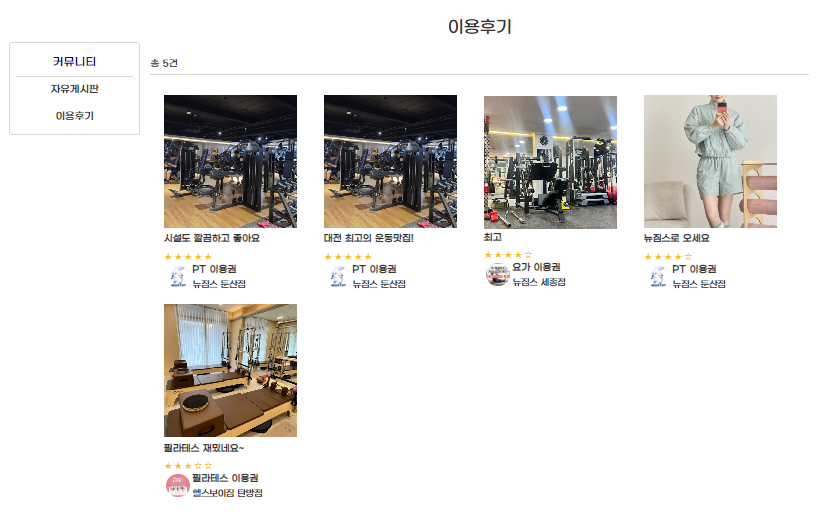 이용후기
커뮤니티
자유게시판
이용후기
총 5건
시설도 깔끔하고 좋아요
★★★★★
PT 이용권
뉴짐스 둔산점
대전 최고의 운동맛집!
★★★★★
PT 이용권
뉴짐스 둔산점
최고
★★★★☆
요가 이용권
뉴짐스 세종점
뉴짐스로 오세요
★★★★☆
PT 이용권
뉴짐스 둔산점
필라테스 재밌네요~
★★★☆☆
필라테스 이용권
헬스보이짐 탄방점